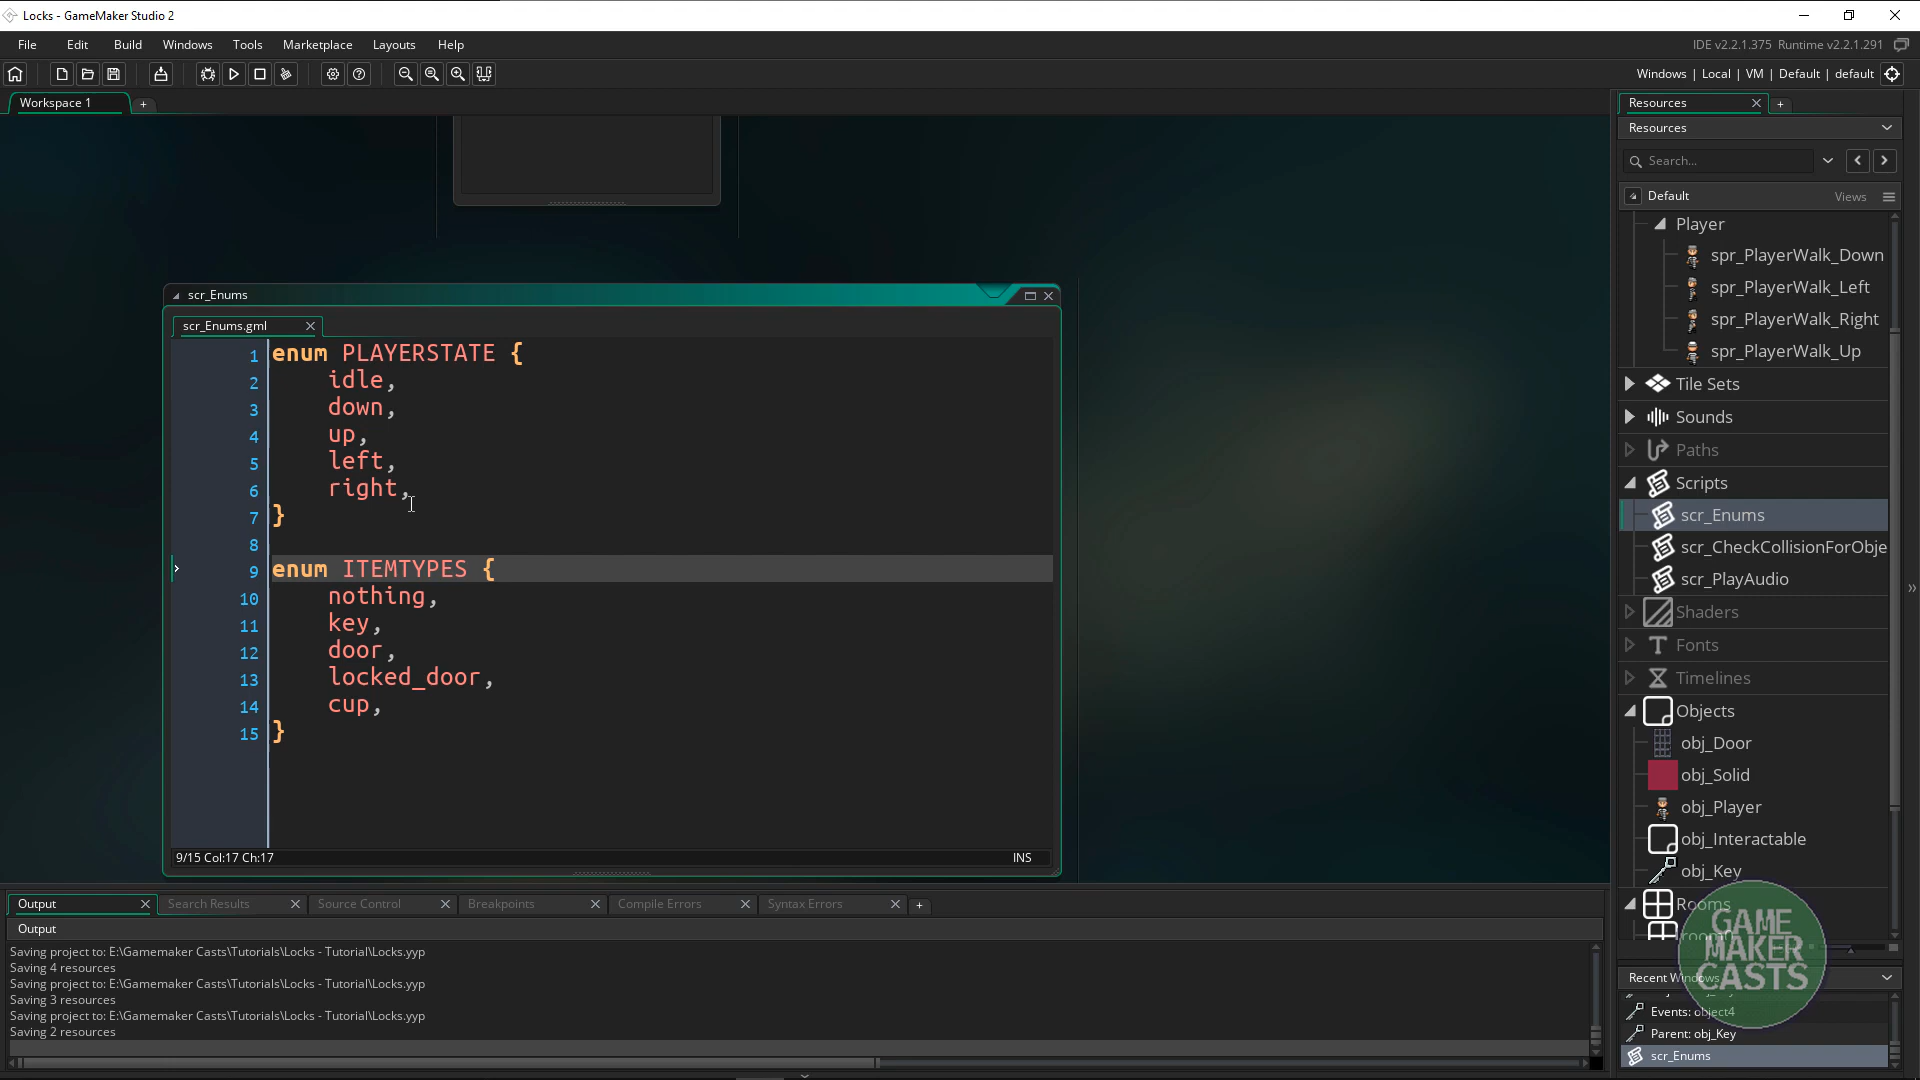 Locks - GameMaker Studio 2
File Edit Build Windows Tools Marketplace Layouts Help
IDE v2.2.1.375 Runtime v2.2.1.291
Windows | Local | VM | Default | default
Workspace 1
+
scr_Enums
scr_Enums.gml
1 enum PLAYERSTATE {
2 idle,
3 down,
4 up,
5 left,
6 right,
7 }
8
9 enum ITEMTYPES {
10 nothing,
11 key,
12 door,
13 locked_door,
14 cup,
15 }
9/15 Col:17 Ch:17
INS
Resources
+
Resources
Search...
Default
Views
Player
spr_PlayerWalk_Down
spr_PlayerWalk_Left
spr_PlayerWalk_Right
spr_PlayerWalk_Up
Tile Sets
Sounds
Paths
Scripts
scr_Enums
scr_CheckCollisionForObje
scr_PlayAudio
Shaders
Fonts
Timelines
Objects
obj_Door
obj_Solid
obj_Player
obj_Interactable
obj_Key
Rooms
GAME
MAKER
CASTS
Recent Windows
Events: object4
Parent: obj_Key
scr_Enums
Output Search Results Source Control Breakpoints Compile Errors Syntax Errors +
Output
Saving project to: E:\Gamemaker Casts\Tutorials\Locks - Tutorial\Locks.yyp
Saving 4 resources
Saving project to: E:\Gamemaker Casts\Tutorials\Locks - Tutorial\Locks.yyp
Saving 3 resources
Saving project to: E:\Gamemaker Casts\Tutorials\Locks - Tutorial\Locks.yyp
Saving 2 resources